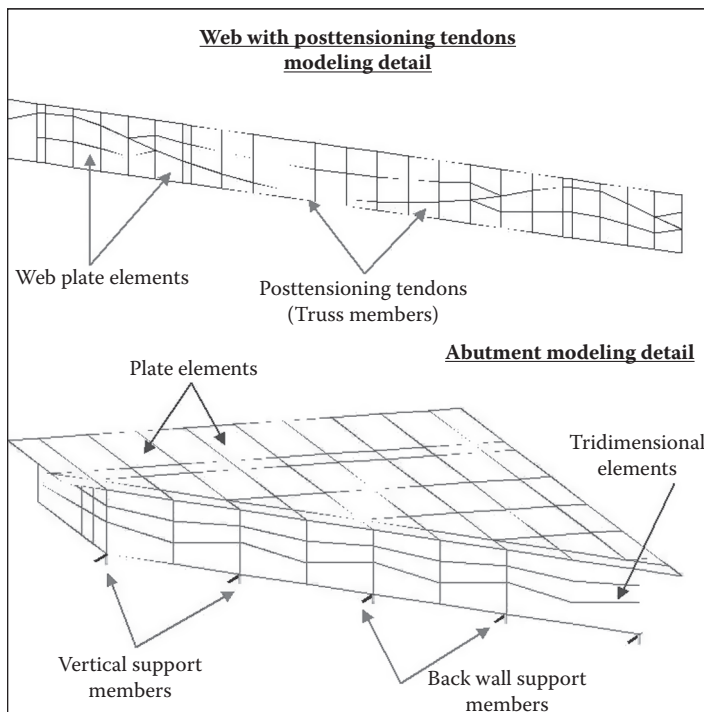 Web with posttensioning tendons
modeling detail
Web plate elements
Posttensioning tendons
(Truss members)
Abutment modeling detail
Plate elements
Tridimensional
elements
Vertical support
members
Back wall support
members